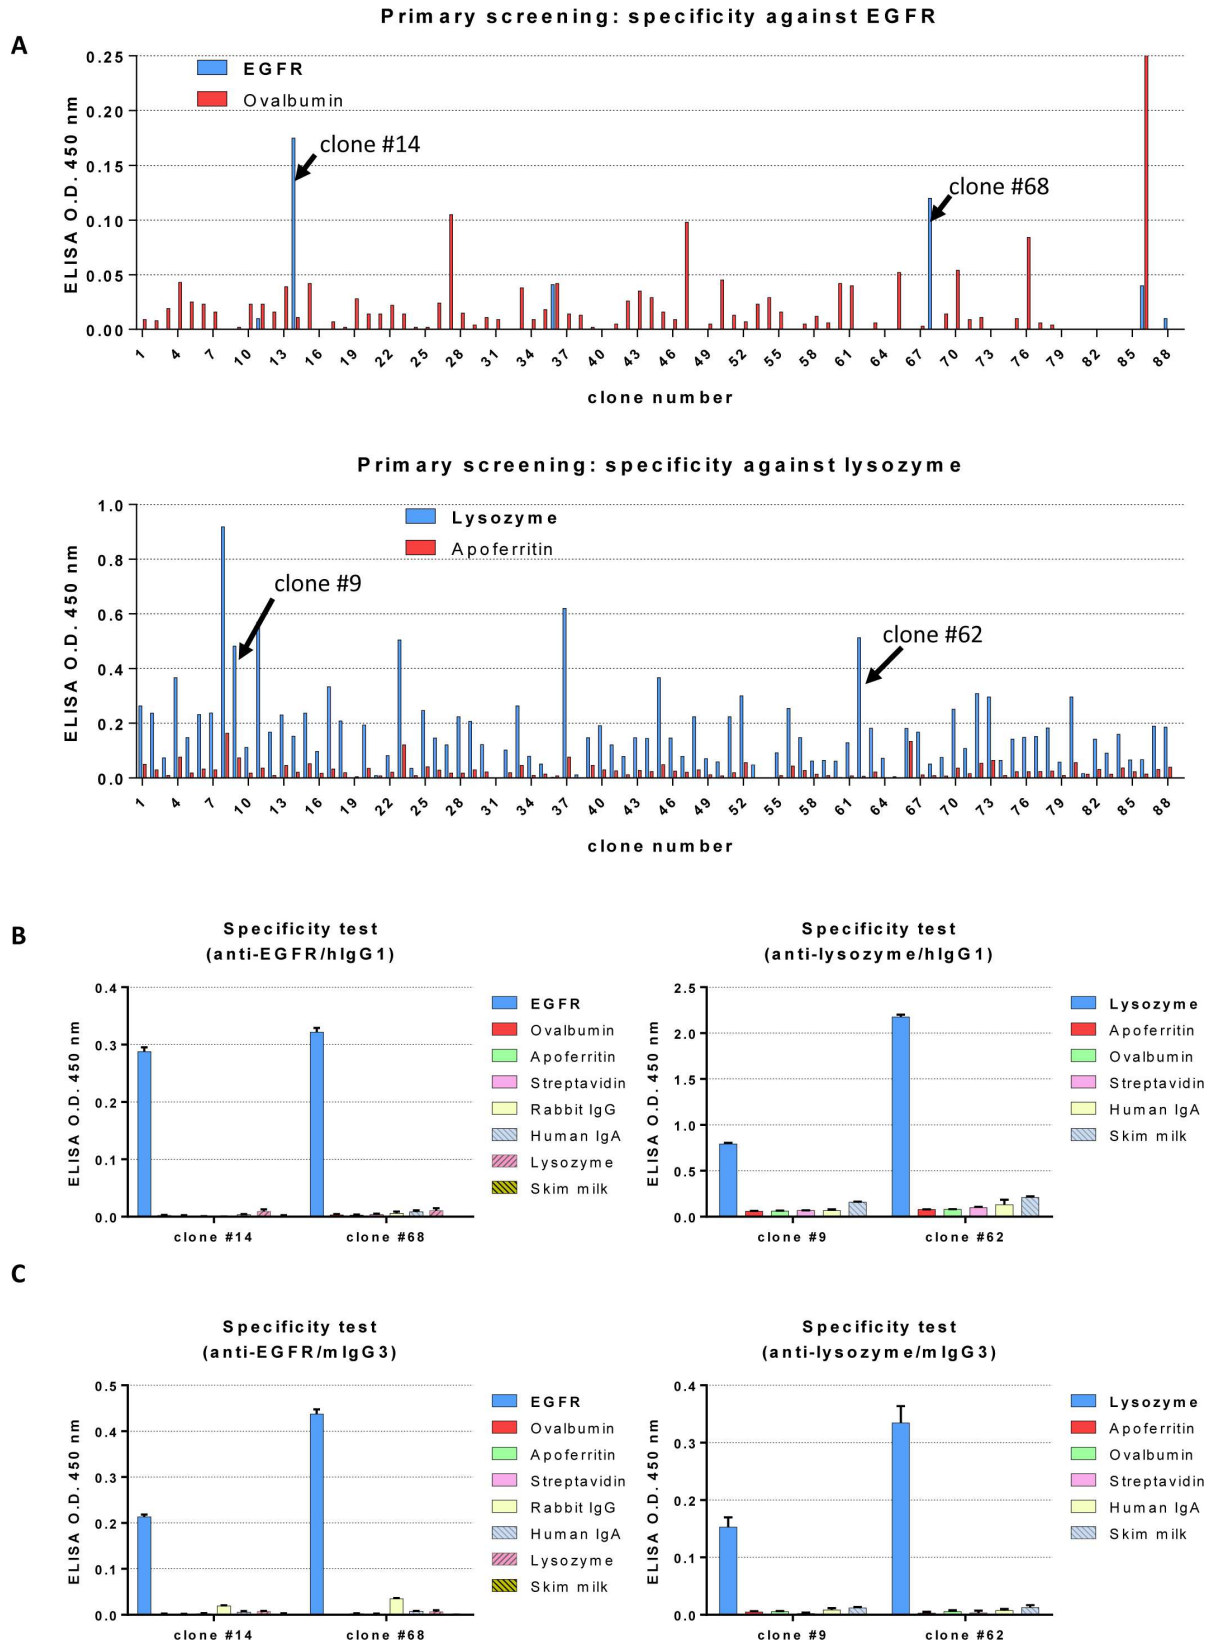 Primary screening: specificity against EGFR
A
ELISA O.D. 450 nm
0.25
0.20
0.15
0.10
0.05
0.00
EGFR
Ovalbumin
clone #14
clone #68
1 4 7 10 13 16 19 22 25 28 31 34 37 40 43 46 49 52 55 58 61 64 67 70 73 76 79 82 85 88
clone number
Primary screening: specificity against lysozyme
ELISA O.D. 450 nm
1.0
0.8
0.6
0.4
0.2
0.0
Lysozyme
Apoferritin
clone #9
clone #62
1 4 7 10 13 16 19 22 25 28 31 34 37 40 43 46 49 52 55 58 61 64 67 70 73 76 79 82 85 88
clone number
B
Specificity test
(anti-EGFR/hIgG1)
ELISA O.D. 450 nm
0.4
0.3
0.2
0.1
0.0
clone #14 clone #68
EGFR
Ovalbumin
Apoferritin
Streptavidin
Rabbit IgG
Human IgA
Lysozyme
Skim milk
Specificity test
(anti-lysozyme/hIgG1)
ELISA O.D. 450 nm
2.5
2.0
1.5
1.0
0.5
0.0
clone #9 clone #62
Lysozyme
Apoferritin
Ovalbumin
Streptavidin
Human IgA
Skim milk
C
Specificity test
(anti-EGFR/mIgG3)
ELISA O.D. 450 nm
0.5
0.4
0.3
0.2
0.1
0.0
clone #14 clone #68
EGFR
Ovalbumin
Apoferritin
Streptavidin
Rabbit IgG
Human IgA
Lysozyme
Skim milk
Specificity test
(anti-lysozyme/mIgG3)
ELISA O.D. 450 nm
0.4
0.3
0.2
0.1
0.0
clone #9 clone #62
Lysozyme
Apoferritin
Ovalbumin
Streptavidin
Human IgA
Skim milk